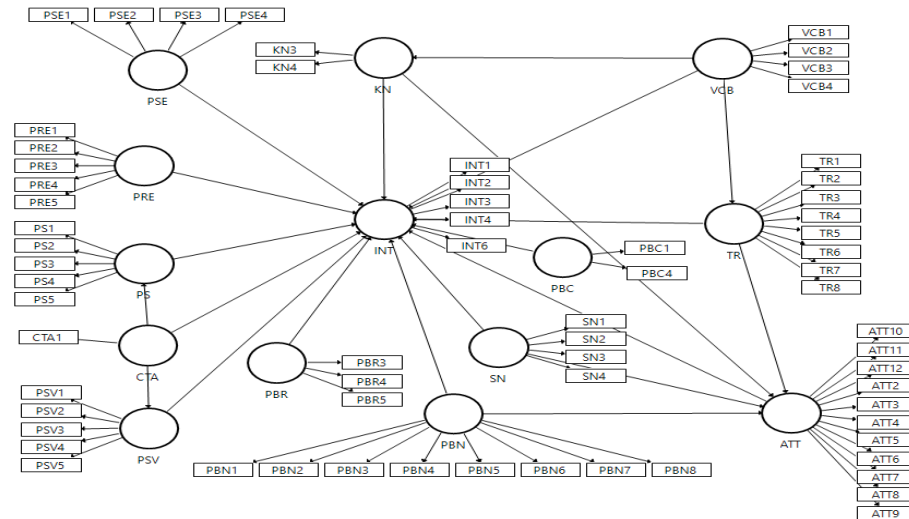 PSE1
PSE2
PSE3
PSE4
PSE
KN3
KN4
KN
VCB1
VCB2
VCB3
VCB4
VCB
PRE1
PRE2
PRE3
PRE4
PRE5
PRE
INT1
INT2
INT3
INT4
INT6
INT
TR1
TR2
TR3
TR4
TR5
TR6
TR7
TR8
TR
PS1
PS2
PS3
PS4
PS5
PS
PBC1
PBC4
PBC
CTA1
CTA
PBR3
PBR4
PBR5
PBR
SN1
SN2
SN3
SN4
SN
ATT10
ATT11
ATT12
ATT2
ATT3
ATT4
ATT5
ATT6
ATT7
ATT8
ATT9
ATT
PSV1
PSV2
PSV3
PSV4
PSV5
PSV
PBN
PBN1
PBN2
PBN3
PBN4
PBN5
PBN6
PBN7
PBN8